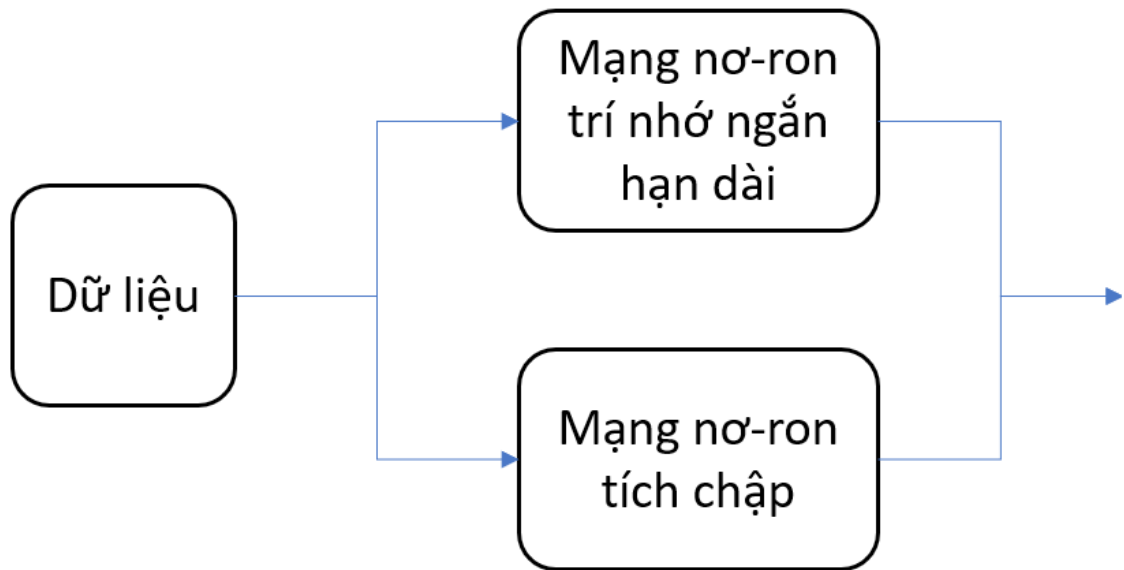 Mạng nơ-ron
trí nhớ ngắn
hạn dài
Dữ liệu
Mạng nơ-ron
tích chập